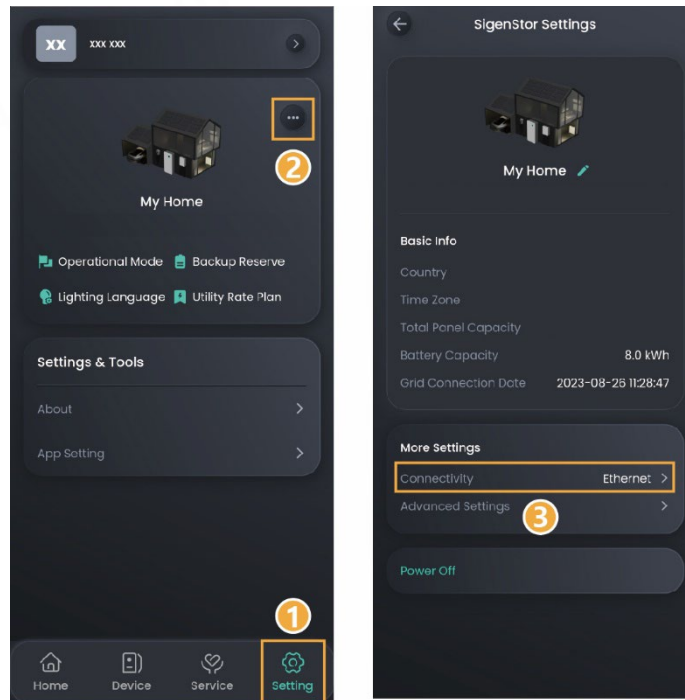 XX
xxx xxx
...
2
My Home
Operational Mode Backup Reserve
Lighting Language Utility Rate Plan
Settings & Tools
About
App Setting
1
Home Device Service Setting
SigenStor Settings
My Home
Basic Info
Country
Time Zone
Total Panel Capacity
Battery Capacity 8.0 kWh
Grid Connection Date 2023-08-26 11:28:47
More Settings
Connectivity Ethernet
Advanced Settings
3
Power Off